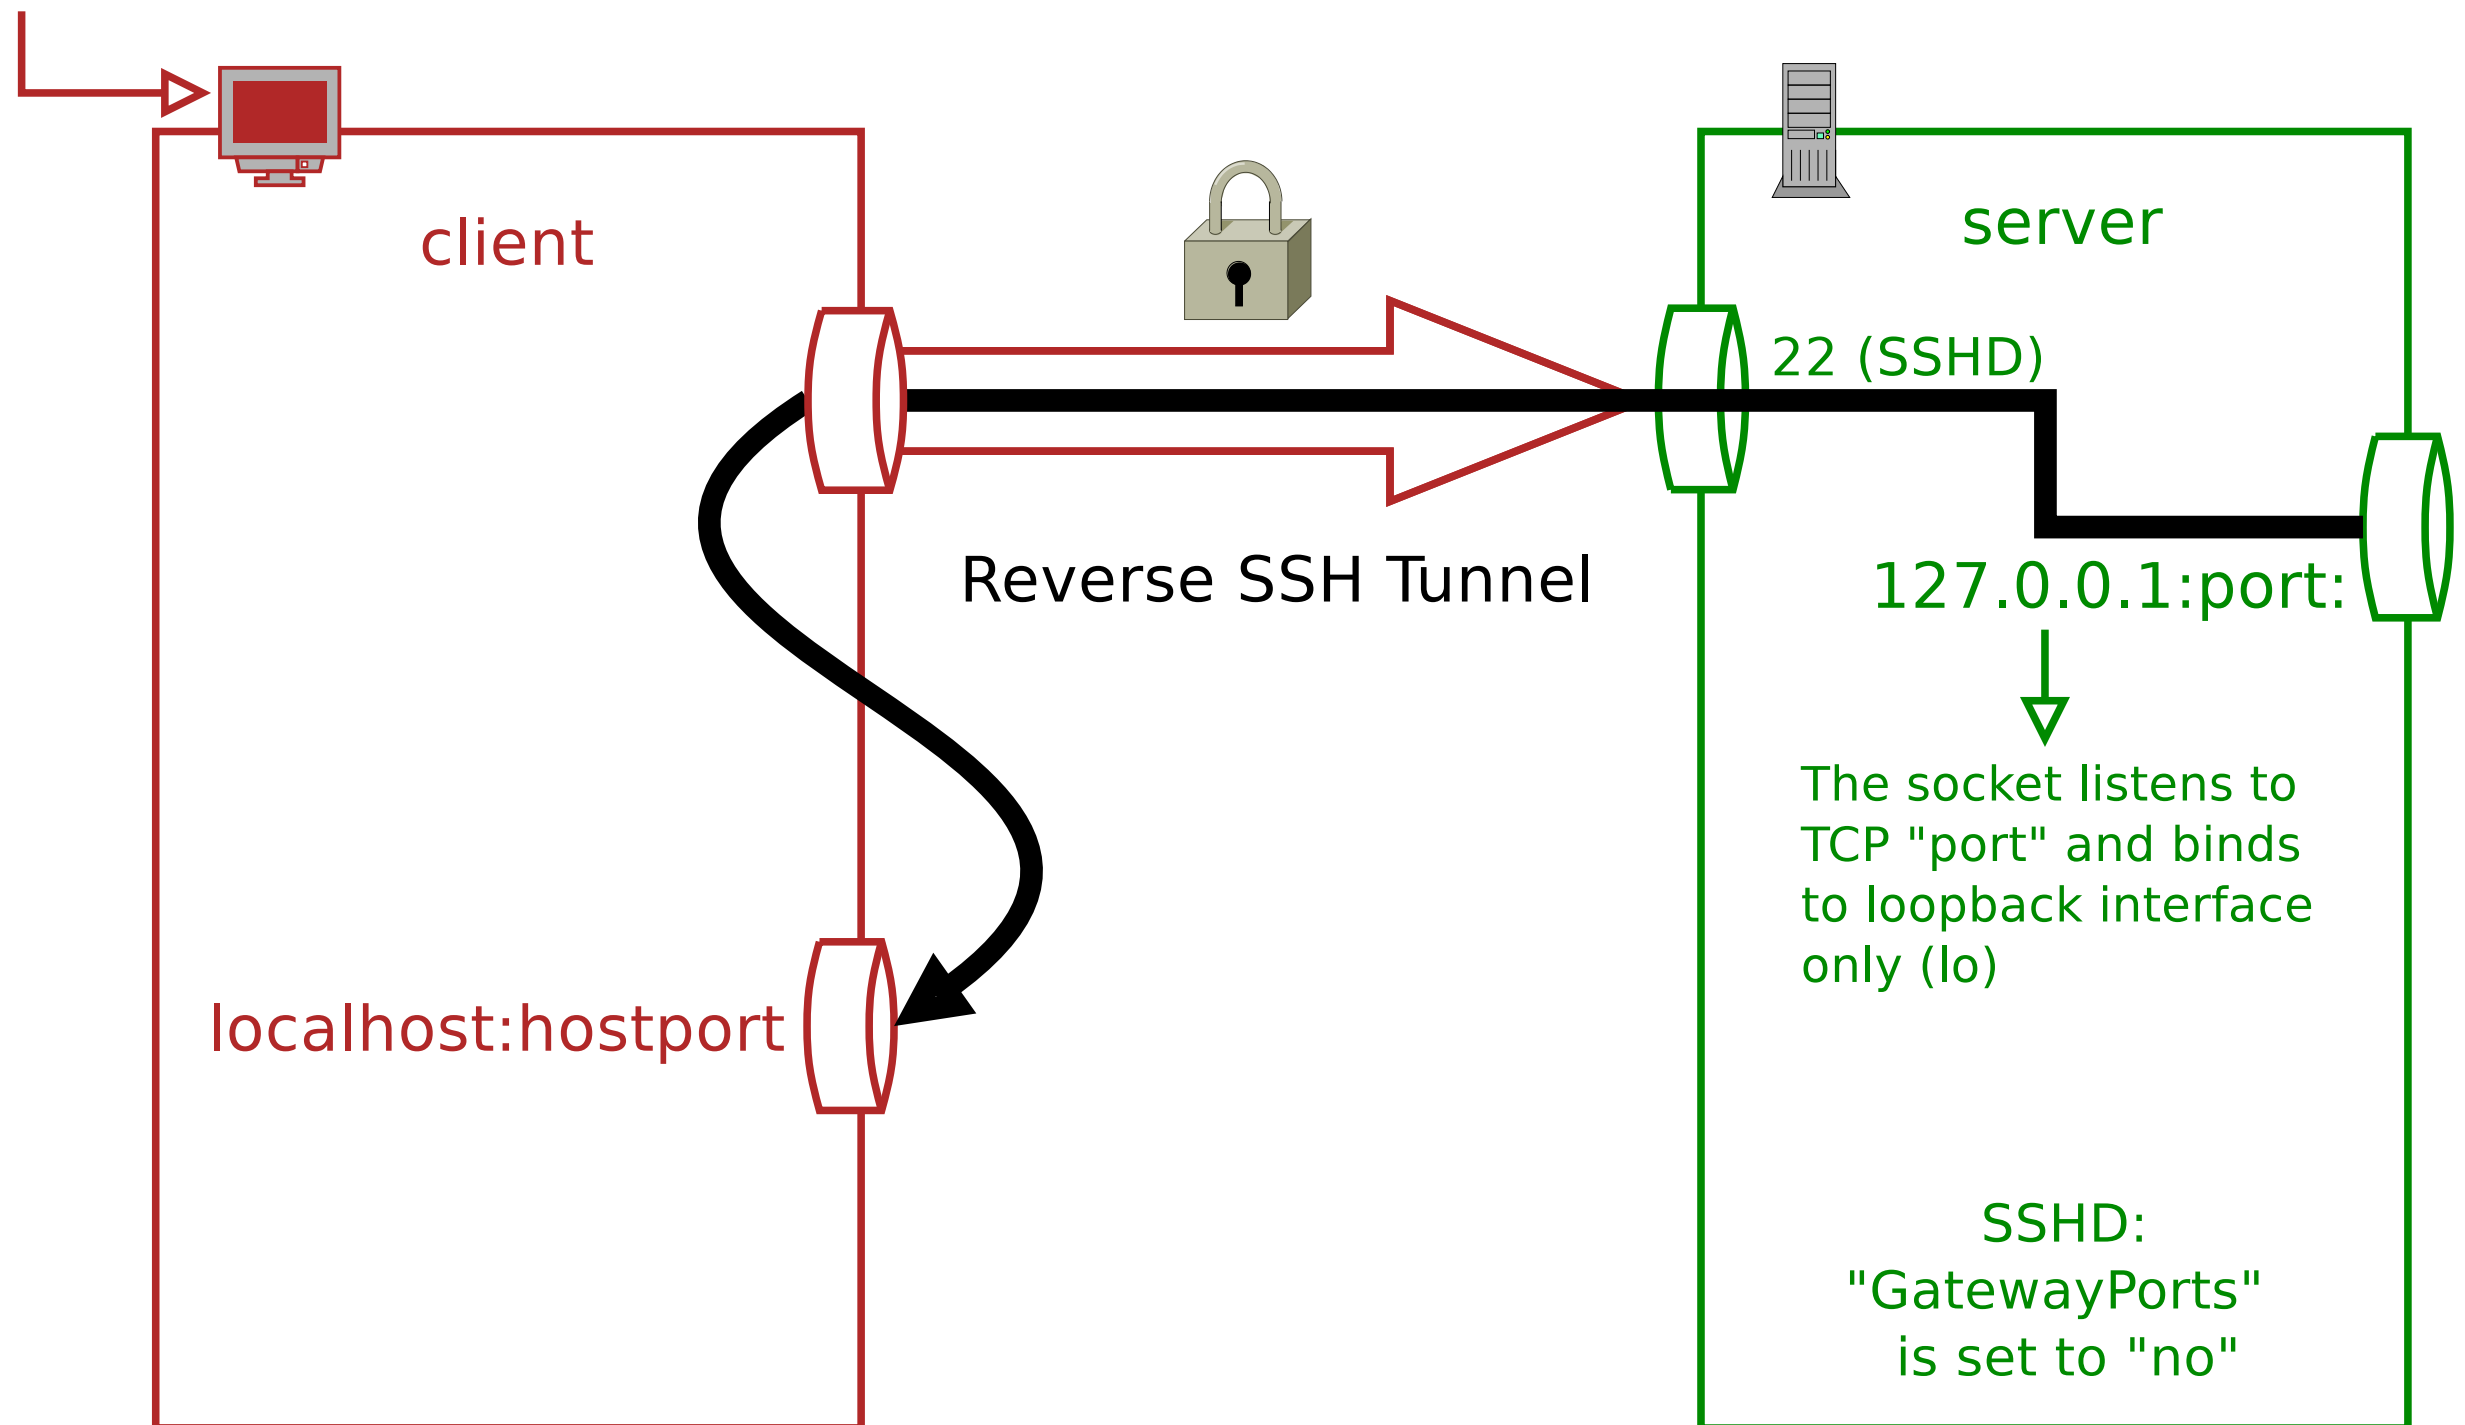 client
server
22 (SSHD)
Reverse SSH Tunnel
127.0.0.1:port:
The socket listens to
TCP "port" and binds
to loopback interface
only (lo)
localhost:hostport
SSHD:
"GatewayPorts"
is set to "no"